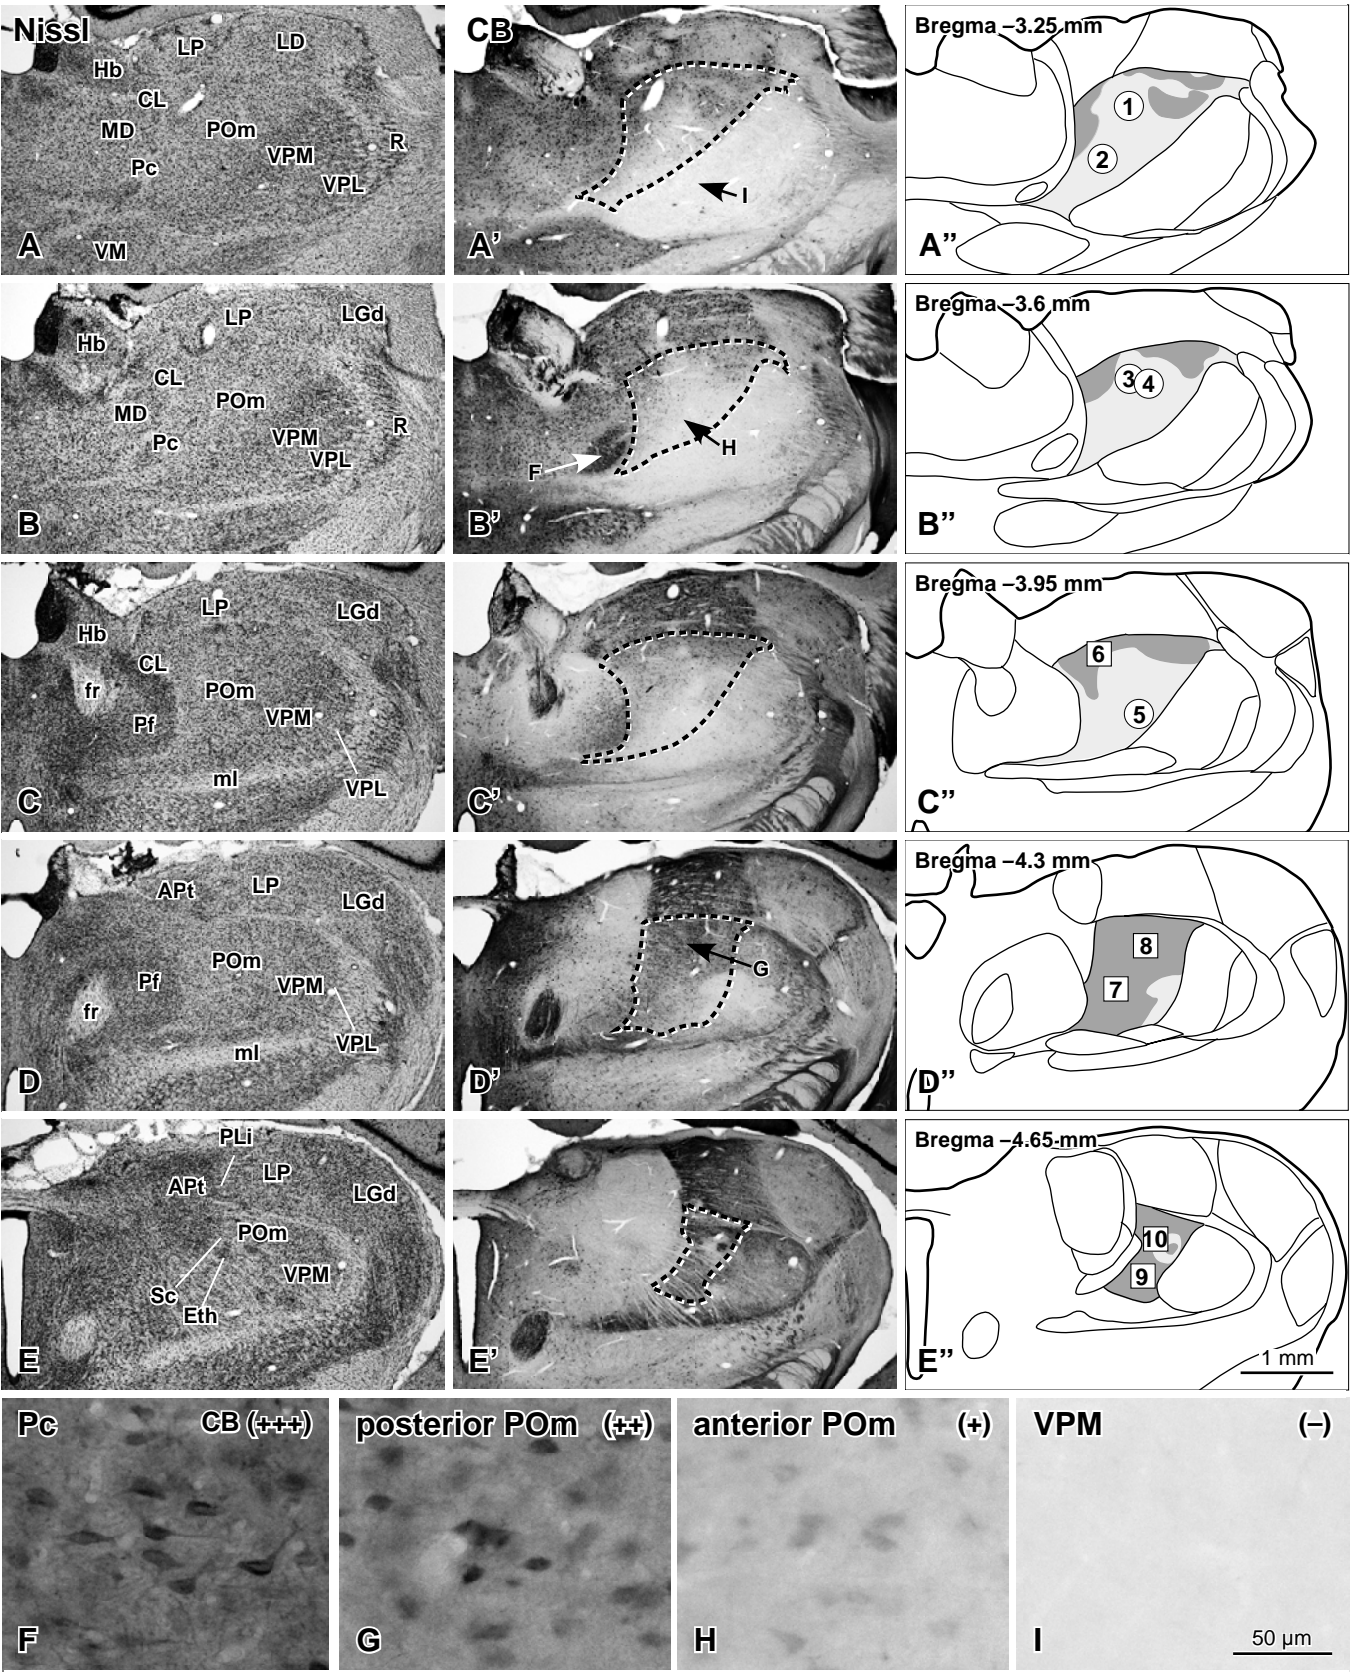 Nissl
LP
LD
Hb
CL
MD
POm
R
Pc
VPM
VPL
A
VM
CB
I
A’
Bregma –3.25 mm
1
2
A”
LP
LGd
Hb
CL
POm
MD
R
Pc
VPM
VPL
B
F
H
B’
Bregma –3.6 mm
3
4
B”
LP
LGd
Hb
CL
fr
POm
Pf
VPM
ml
VPL
C
C’
Bregma –3.95 mm
6
5
C”
APt
LP
LGd
POm
Pf
VPM
fr
VPL
ml
D
G
D’
Bregma –4.3 mm
8
7
D”
PLi
LP
APt
LGd
POm
VPM
Sc
Eth
E
E’
Bregma –4.65 mm
10
9
E”
1 mm
Pc
CB (+++)
F
posterior POm
(++)
G
anterior POm
(+)
H
VPM
(–)
I
50 µm